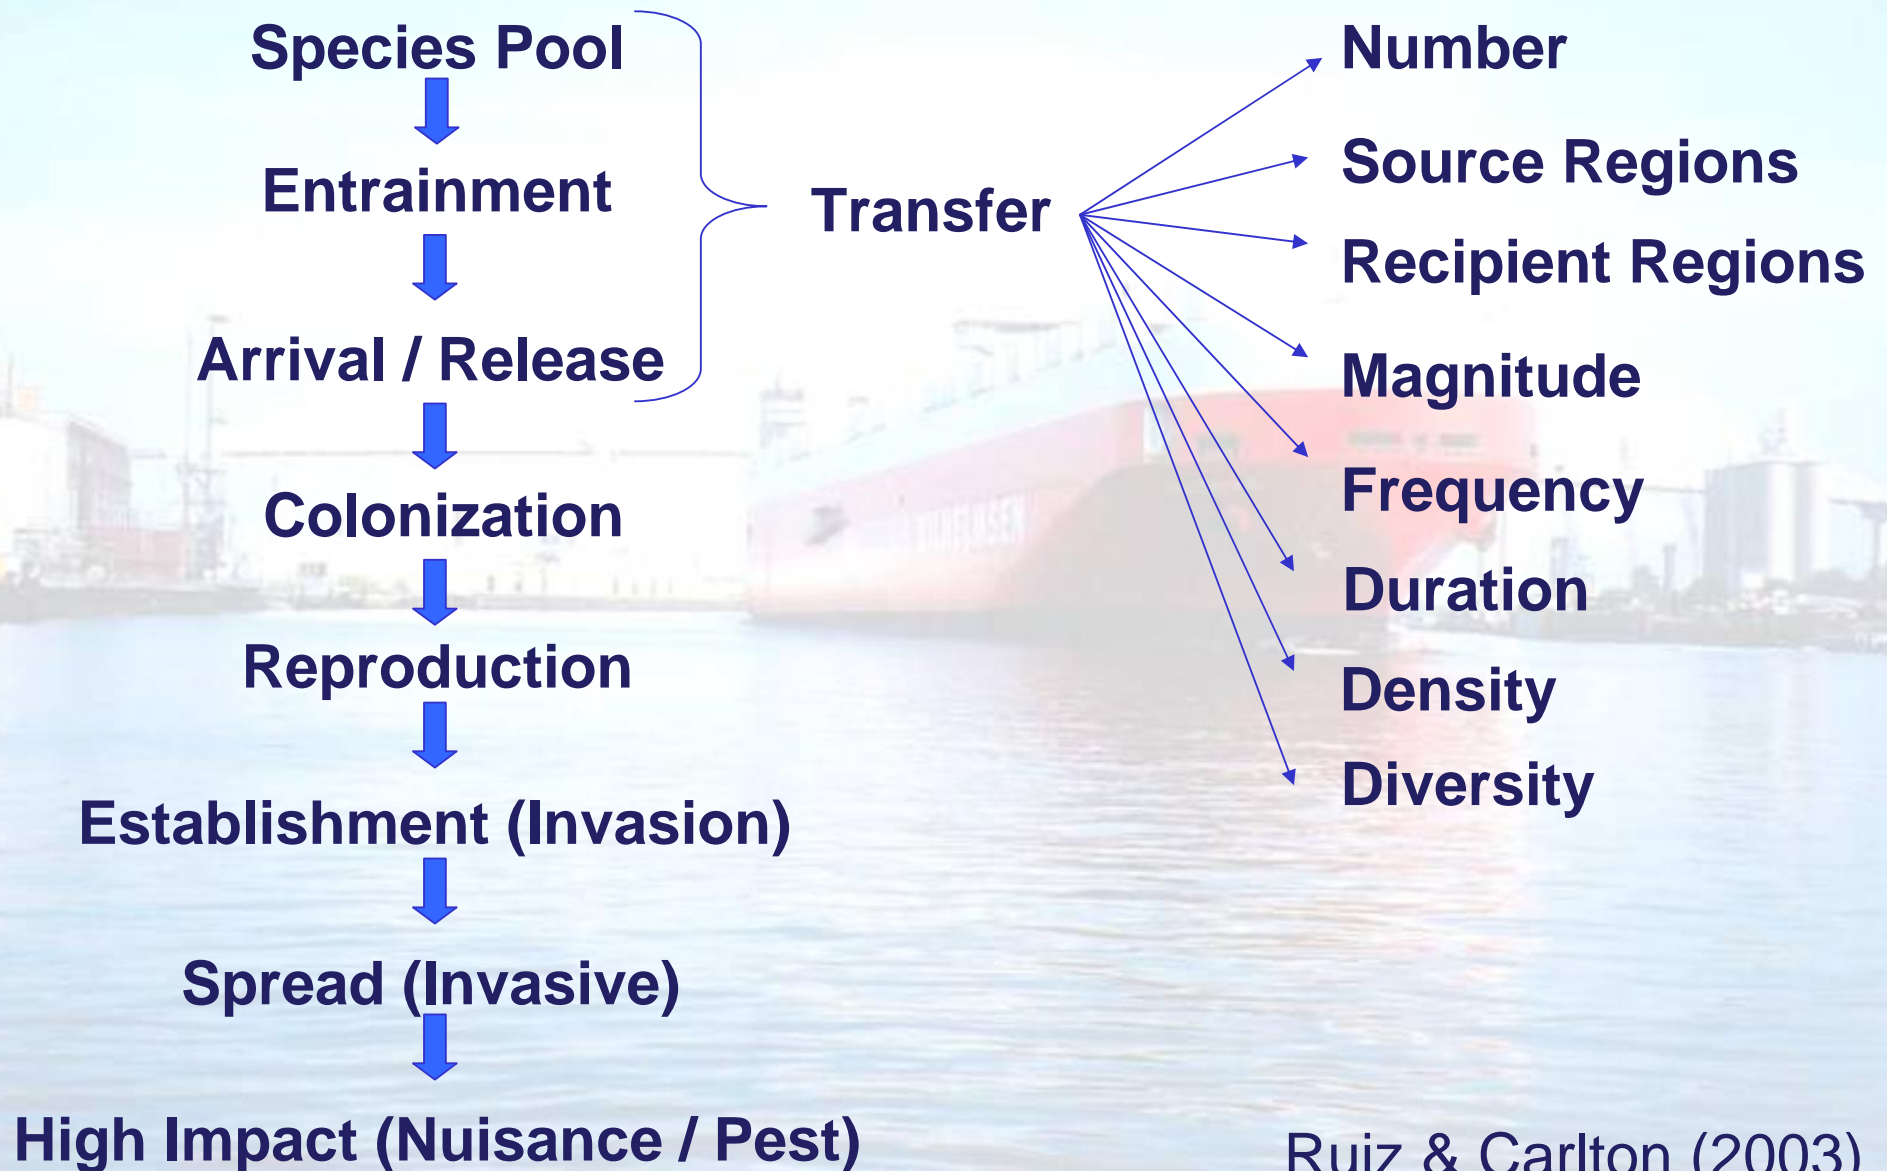 Species Pool
Entrainment
Arrival / Release
Colonization
Reproduction
Establishment (Invasion)
Spread (Invasive)
High Impact (Nuisance / Pest)
Transfer
Number
Source Regions
Recipient Regions
Magnitude
Frequency
Duration
Density
Diversity
Ruiz & Carlton (2003)